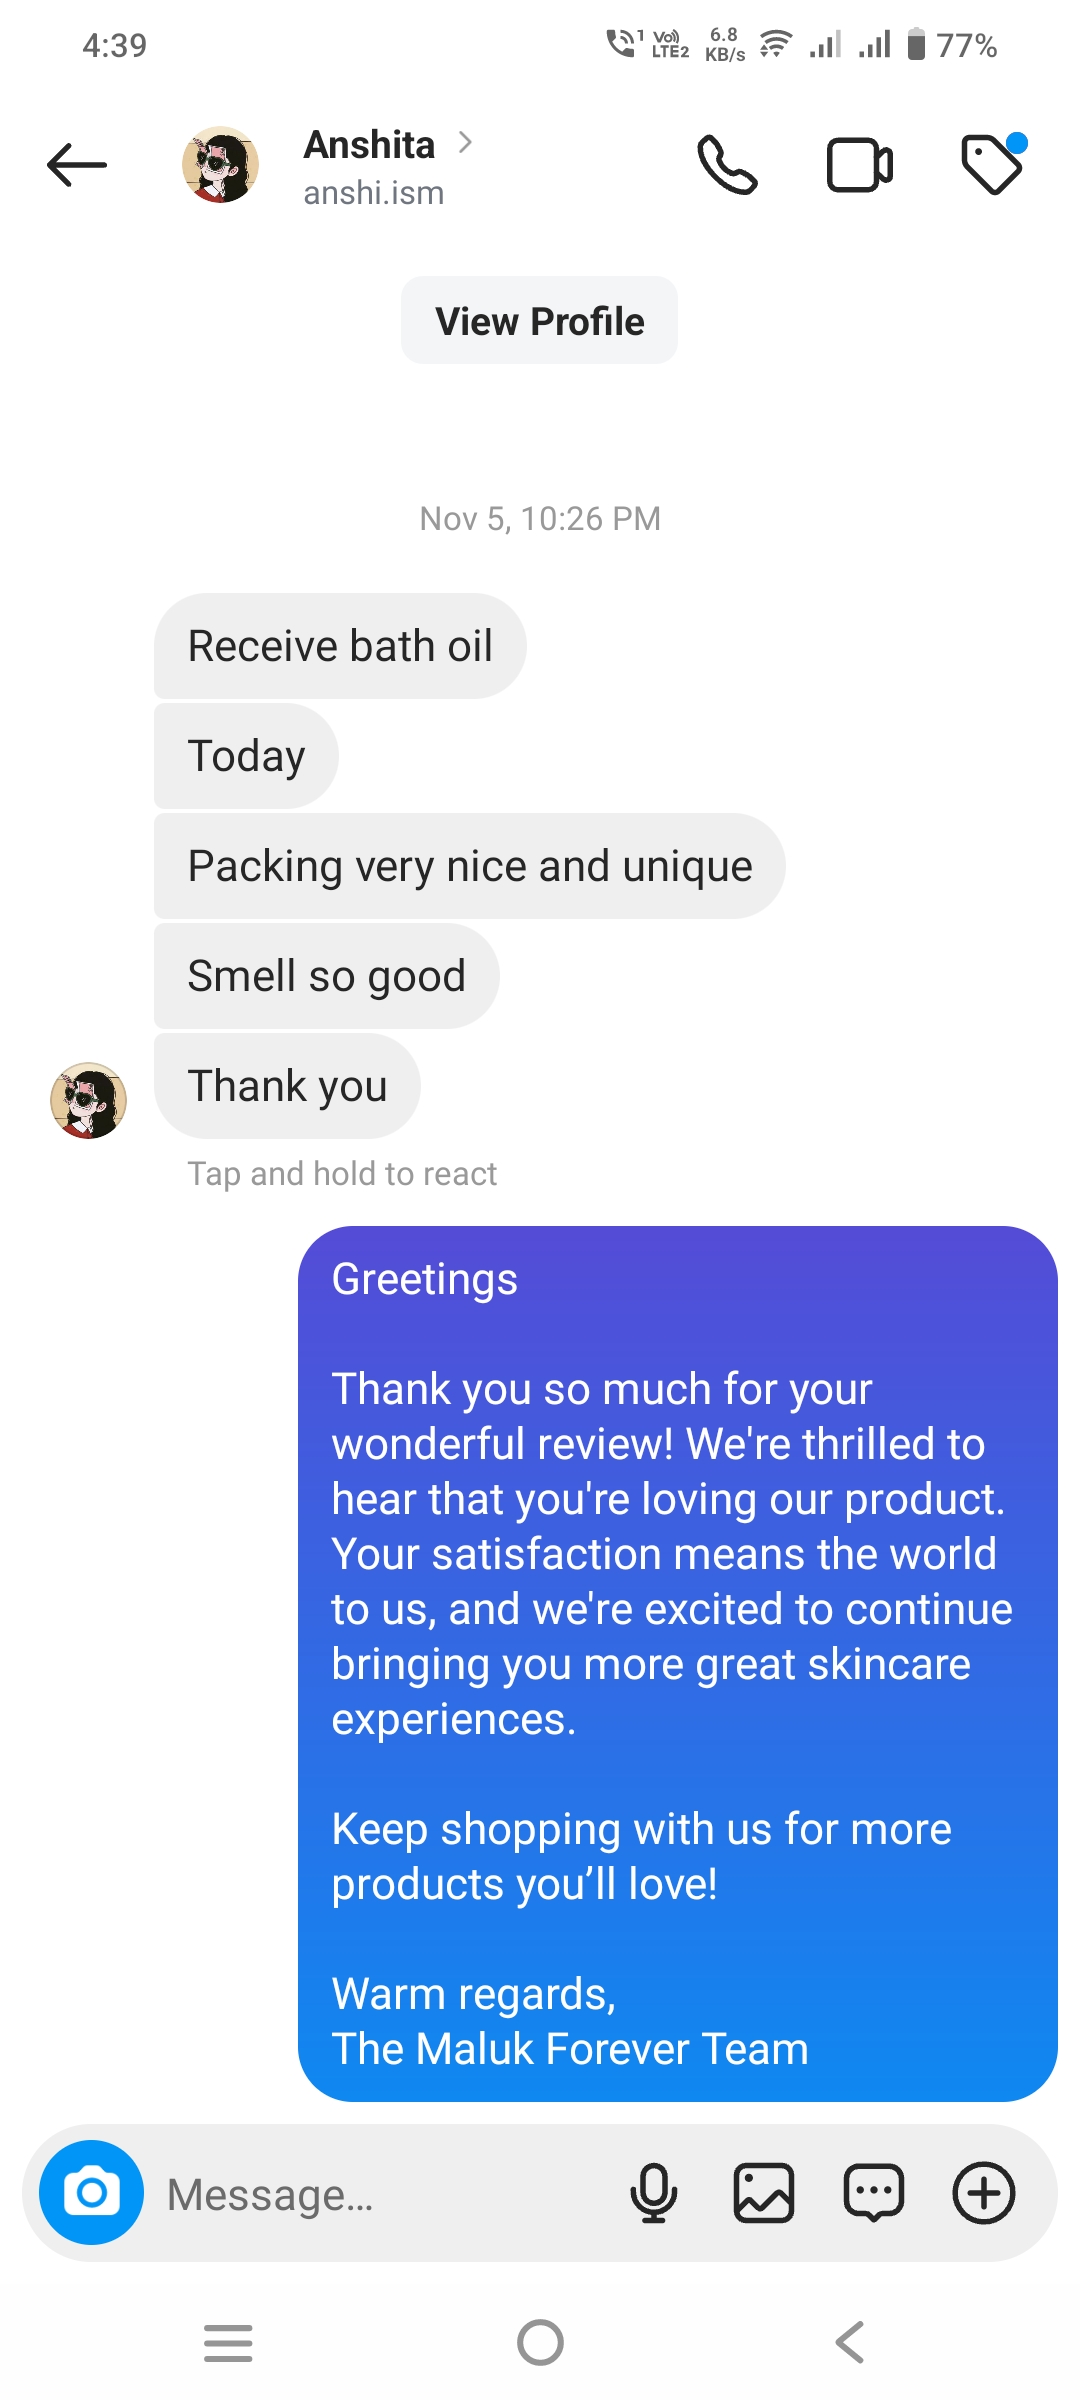 4:39
1 Vo)) LTE2 6.8 KB/s 77%
Anshita
anshi.ism
View Profile
Nov 5, 10:26 PM
Receive bath oil
Today
Packing very nice and unique
Smell so good
Thank you
Tap and hold to react
Greetings
Thank you so much for your
wonderful review! We're thrilled to
hear that you're loving our product.
Your satisfaction means the world
to us, and we're excited to continue
bringing you more great skincare
experiences.
Keep shopping with us for more
products you’ll love!
Warm regards,
The Maluk Forever Team
Message...